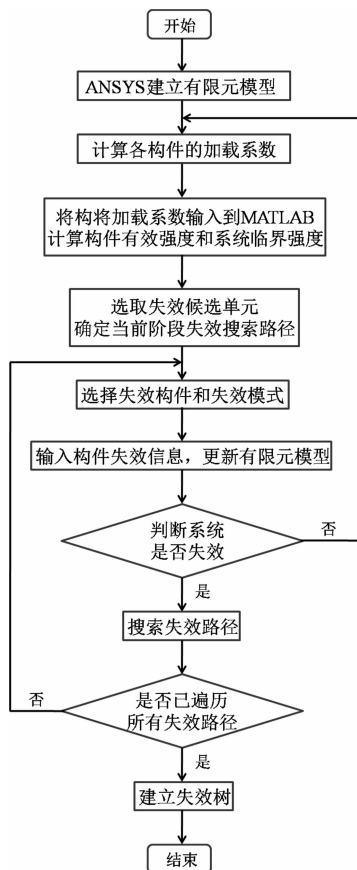 开始
ANSYS建立有限元模型
计算各构件的加载系数
将构将加载系数输入到MATLAB
计算构件有效强度和系统临界强度
选取失效候选单元
确定当前阶段失效搜索路径
选择失效构件和失效模式
输入构件失效信息，更新有限元模型
判断系统
是否失效
否
是
搜索失效路径
否
是否已遍历
所有失效路径
是
建立失效树
结束